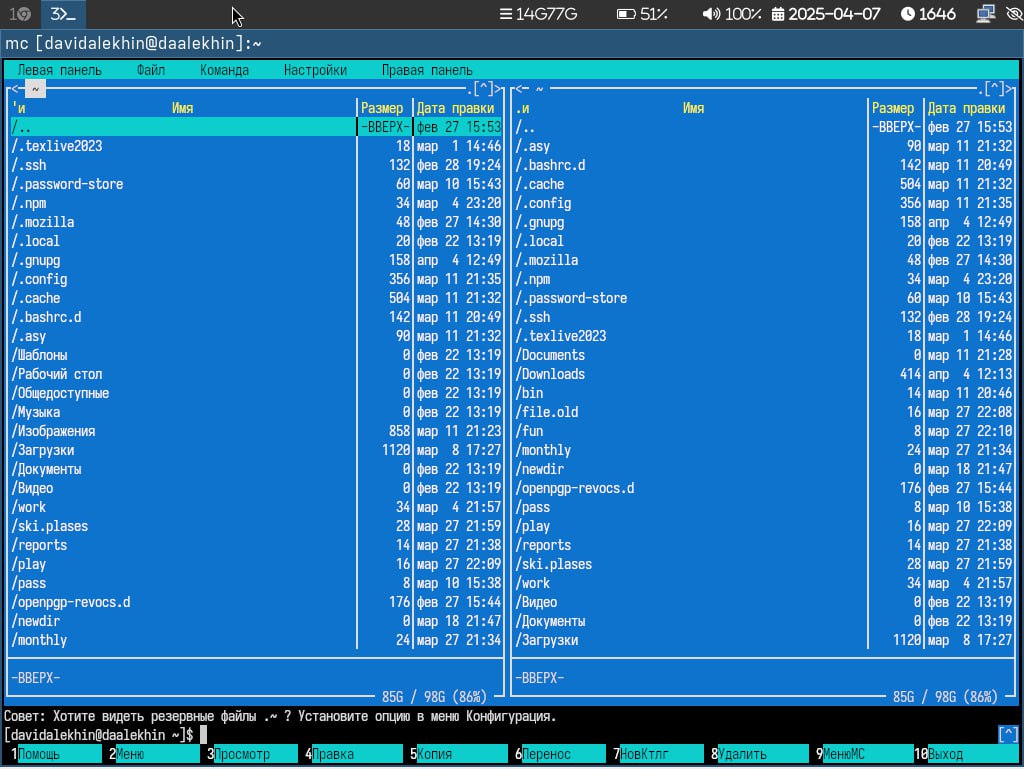 1 3 14G77G 51% 100% 2025-04-07 1646
mc [davidalekhin@daalekhin]:~
Левая панель Файл Команда Настройки Правая панель
<- ~ .[^]> <- ~ .[^]>
'и Имя Размер Дата правки .и Имя Размер Дата правки
/.. -ВВЕРХ- фев 27 15:53 /.. -ВВЕРХ- фев 27 15:53
/.texlive2023 18 мар 1 14:46 /.asy 90 мар 11 21:32
/.ssh 132 фев 28 19:24 /.bashrc.d 142 мар 11 20:49
/.password-store 60 мар 10 15:43 /.cache 504 мар 11 21:32
/.npm 34 мар 4 23:20 /.config 356 мар 11 21:35
/.mozilla 48 фев 27 14:30 /.gnupg 158 апр 4 12:49
/.local 20 фев 22 13:19 /.local 20 фев 22 13:19
/.gnupg 158 апр 4 12:49 /.mozilla 48 фев 27 14:30
/.config 356 мар 11 21:35 /.npm 34 мар 4 23:20
/.cache 504 мар 11 21:32 /.password-store 60 мар 10 15:43
/.bashrc.d 142 мар 11 20:49 /.ssh 132 фев 28 19:24
/.asy 90 мар 11 21:32 /.texlive2023 18 мар 1 14:46
/Шаблоны 0 фев 22 13:19 /Documents 0 мар 11 21:28
/Рабочий стол 0 фев 22 13:19 /Downloads 414 апр 4 12:13
/Общедоступные 0 фев 22 13:19 /bin 14 мар 11 20:46
/Музыка 0 фев 22 13:19 /file.old 16 мар 27 22:08
/Изображения 858 мар 11 21:23 /fun 8 мар 27 22:10
/Загрузки 1120 мар 8 17:27 /monthly 24 мар 27 21:34
/Документы 0 фев 22 13:19 /newdir 0 мар 18 21:47
/Видео 0 фев 22 13:19 /openpgp-revocs.d 176 фев 27 15:44
/work 34 мар 4 21:57 /pass 8 мар 10 15:38
/ski.plases 28 мар 27 21:59 /play 16 мар 27 22:09
/reports 14 мар 27 21:38 /reports 14 мар 27 21:38
/play 16 мар 27 22:09 /ski.plases 28 мар 27 21:59
/pass 8 мар 10 15:38 /work 34 мар 4 21:57
/openpgp-revocs.d 176 фев 27 15:44 /Видео 0 фев 22 13:19
/newdir 0 мар 18 21:47 /Документы 0 фев 22 13:19
/monthly 24 мар 27 21:34 /Загрузки 1120 мар 8 17:27
-ВВЕРХ- -ВВЕРХ-
85G / 98G (86%) 85G / 98G (86%)
Совет: Хотите видеть резервные файлы .~ ? Установите опцию в меню Конфигурация.
[davidalekhin@daalekhin ~]$ [^]
1Помощь 2Меню 3Просмотр 4Правка 5Копия 6Перенос 7НовКтлг 8Удалить 9МенюМС 10Выход